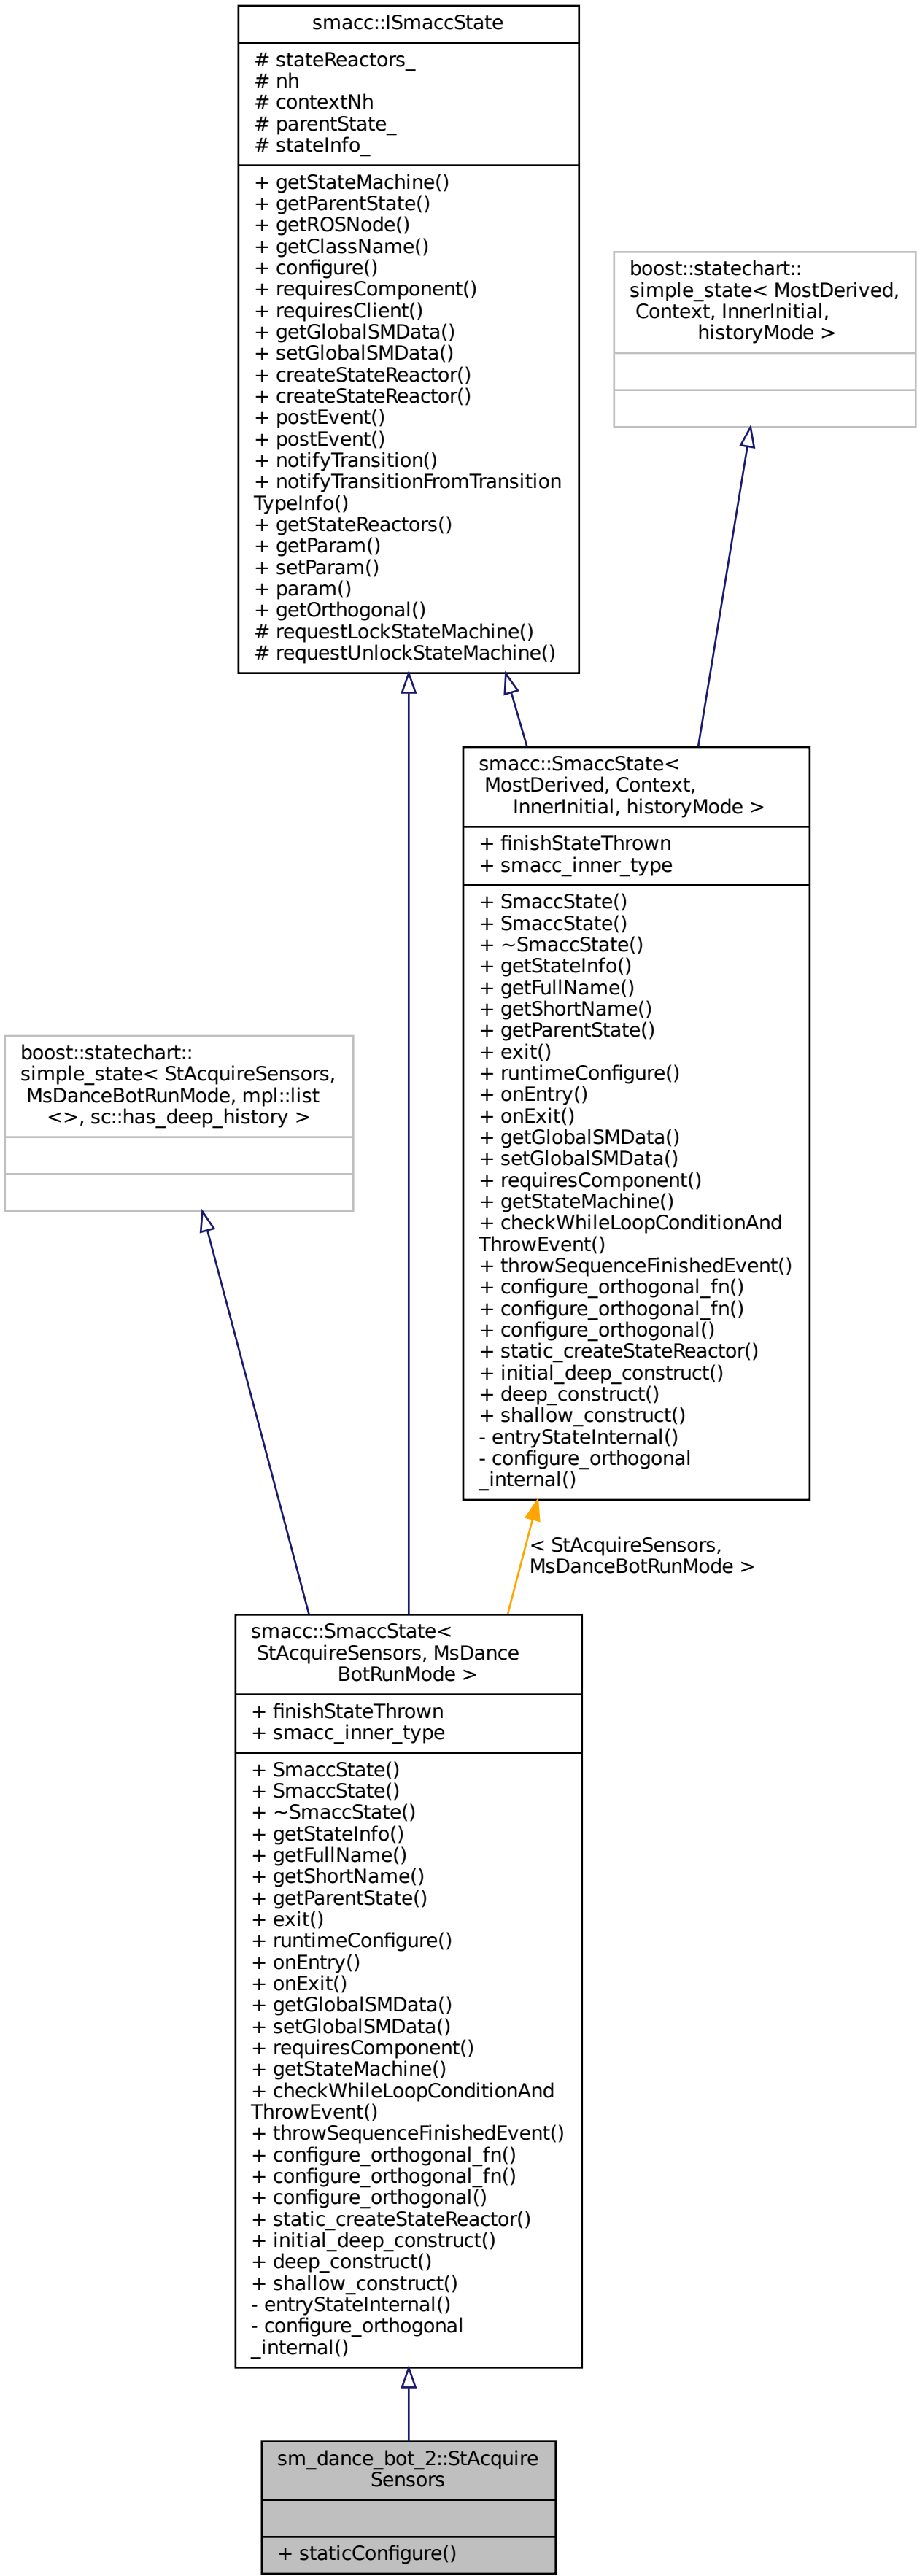 smacc::ISmaccState
# stateReactors_
# nh
# contextNh
# parentState_
# stateInfo_
+ getStateMachine()
+ getParentState()
+ getROSNode()
+ getClassName()
+ configure()
+ requiresComponent()
+ requiresClient()
+ getGlobalSMData()
+ setGlobalSMData()
+ createStateReactor()
+ createStateReactor()
+ postEvent()
+ postEvent()
+ notifyTransition()
+ notifyTransitionFromTransition
TypeInfo()
+ getStateReactors()
+ getParam()
+ setParam()
+ param()
+ getOrthogonal()
# requestLockStateMachine()
# requestUnlockStateMachine()
boost::statechart::
simple_state< MostDerived,
Context, InnerInitial,
historyMode >
smacc::SmaccState<
MostDerived, Context,
InnerInitial, historyMode >
+ finishStateThrown
+ smacc_inner_type
+ SmaccState()
+ SmaccState()
+ ~SmaccState()
+ getStateInfo()
+ getFullName()
+ getShortName()
+ getParentState()
+ exit()
+ runtimeConfigure()
+ onEntry()
+ onExit()
+ getGlobalSMData()
+ setGlobalSMData()
+ requiresComponent()
+ getStateMachine()
+ checkWhileLoopConditionAnd
ThrowEvent()
+ throwSequenceFinishedEvent()
+ configure_orthogonal_fn()
+ configure_orthogonal_fn()
+ configure_orthogonal()
+ static_createStateReactor()
+ initial_deep_construct()
+ deep_construct()
+ shallow_construct()
- entryStateInternal()
- configure_orthogonal
_internal()
boost::statechart::
simple_state< StAcquireSensors,
MsDanceBotRunMode, mpl::list
<>, sc::has_deep_history >
< StAcquireSensors,
MsDanceBotRunMode >
smacc::SmaccState<
StAcquireSensors, MsDance
BotRunMode >
+ finishStateThrown
+ smacc_inner_type
+ SmaccState()
+ SmaccState()
+ ~SmaccState()
+ getStateInfo()
+ getFullName()
+ getShortName()
+ getParentState()
+ exit()
+ runtimeConfigure()
+ onEntry()
+ onExit()
+ getGlobalSMData()
+ setGlobalSMData()
+ requiresComponent()
+ getStateMachine()
+ checkWhileLoopConditionAnd
ThrowEvent()
+ throwSequenceFinishedEvent()
+ configure_orthogonal_fn()
+ configure_orthogonal_fn()
+ configure_orthogonal()
+ static_createStateReactor()
+ initial_deep_construct()
+ deep_construct()
+ shallow_construct()
- entryStateInternal()
- configure_orthogonal
_internal()
sm_dance_bot_2::StAcquire
Sensors
+ staticConfigure()